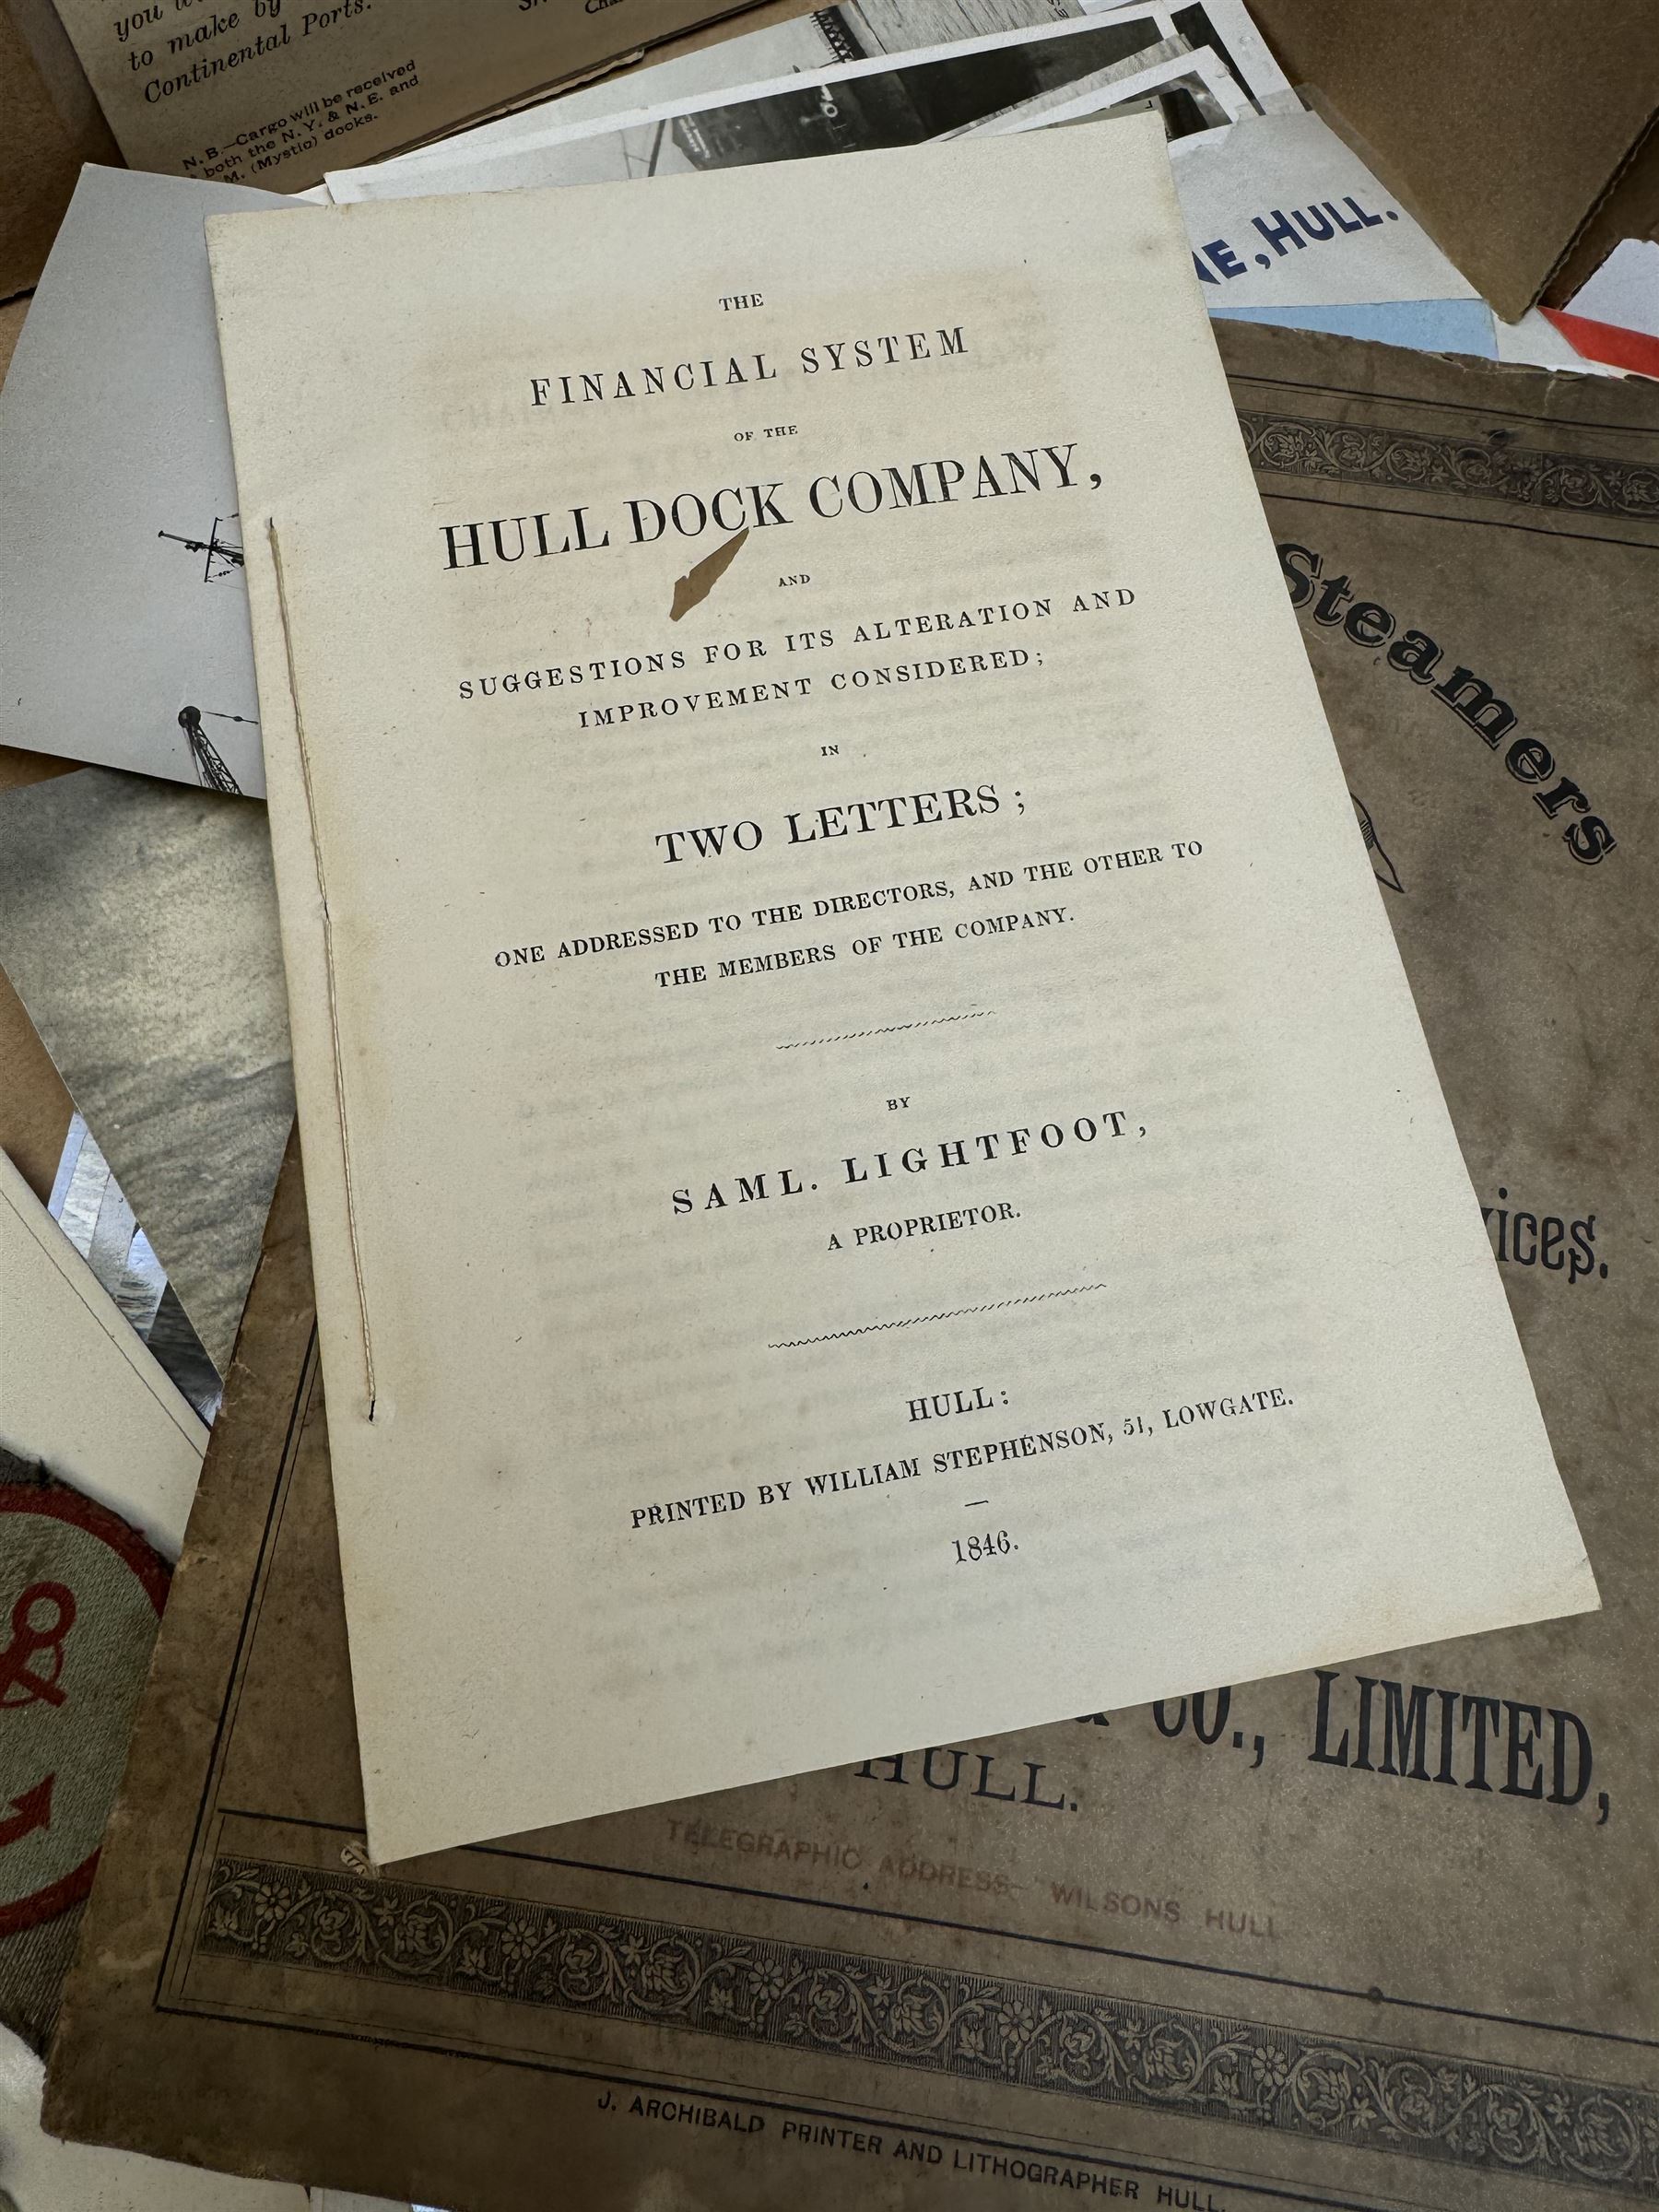 to make by
Continental Ports.
N.B.—Cargo will be received
both the N.Y. & N.E. and
M. (Mystic) docks.
HULL.
THE
FINANCIAL SYSTEM
OF THE
HULL DOCK COMPANY,
AND
SUGGESTIONS FOR ITS ALTERATION AND
IMPROVEMENT CONSIDERED;
IN
TWO LETTERS;
ONE ADDRESSED TO THE DIRECTORS, AND THE OTHER TO
THE MEMBERS OF THE COMPANY.
BY
SAML. LIGHTFOOT,
A PROPRIETOR.
HULL:
PRINTED BY WILLIAM STEPHENSON, 51, LOWGATE.
1846.
Steamers
CO., LIMITED,
HULL.
TELEGRAPHIC ADDRESS– WILSONS HULL
J. ARCHIBALD PRINTER AND LITHOGRAPHER HULL.